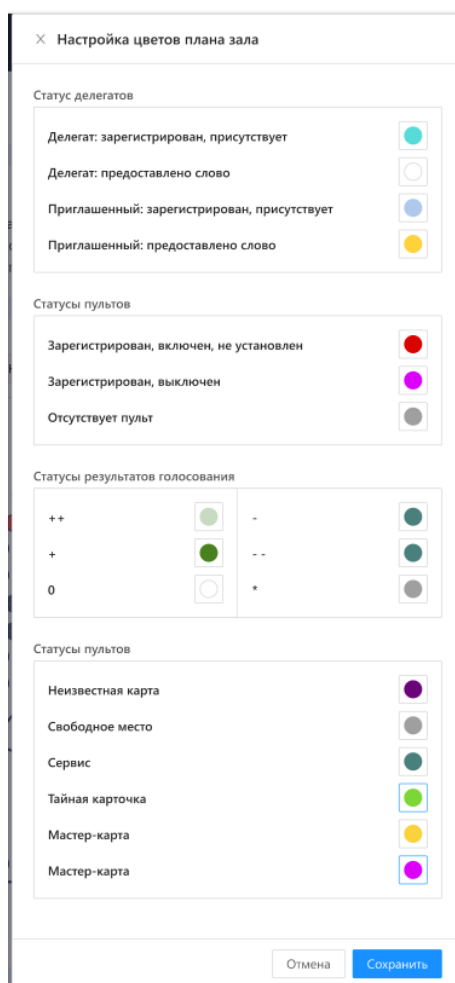 Настройка цветов плана зала
Статус делегатов
Делегат: зарегистрирован, присутствует
Делегат: предоставлено слово
Приглашенный: зарегистрирован, присутствует
Приглашенный: предоставлено слово
Статусы пультов
Зарегистрирован, включен, не установлен
Зарегистрирован, выключен
Отсутствует пульт
Статусы результатов голосования
++ -
+ - -
0 *
Статусы пультов
Неизвестная карта
Свободное место
Сервис
Тайная карточка
Мастер-карта
Мастер-карта
Отмена Сохранить